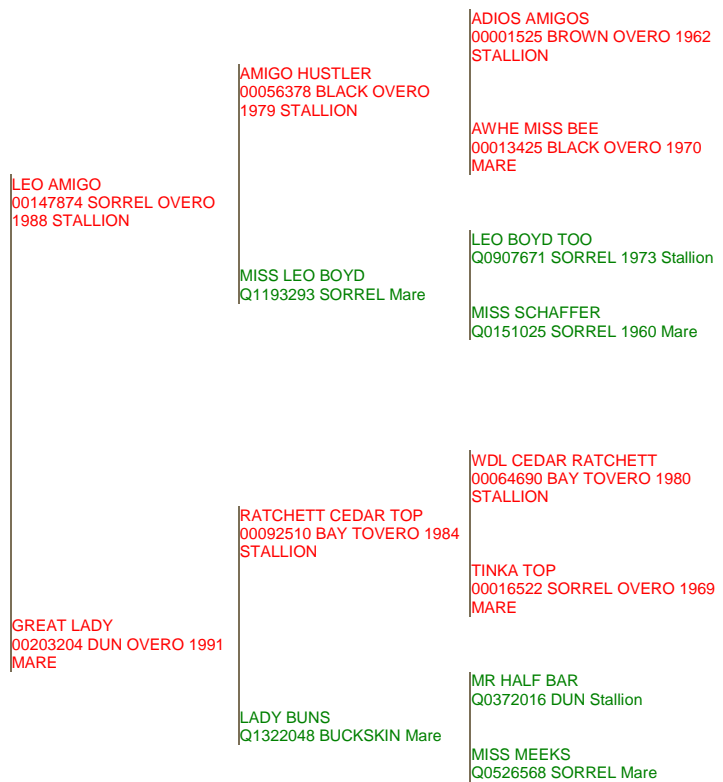 ADIOS AMIGOS
00001525 BROWN OVERO 1962
STALLION
AMIGO HUSTLER
00056378 BLACK OVERO
1979 STALLION
AWHE MISS BEE
00013425 BLACK OVERO 1970
MARE
LEO AMIGO
00147874 SORREL OVERO
1988 STALLION
LEO BOYD TOO
Q0907671 SORREL 1973 Stallion
MISS LEO BOYD
Q1193293 SORREL Mare
MISS SCHAFFER
Q0151025 SORREL 1960 Mare
WDL CEDAR RATCHETT
00064690 BAY TOVERO 1980
STALLION
RATCHETT CEDAR TOP
00092510 BAY TOVERO 1984
STALLION
TINKA TOP
00016522 SORREL OVERO 1969
MARE
GREAT LADY
00203204 DUN OVERO 1991
MARE
MR HALF BAR
Q0372016 DUN Stallion
LADY BUNS
Q1322048 BUCKSKIN Mare
MISS MEEKS
Q0526568 SORREL Mare